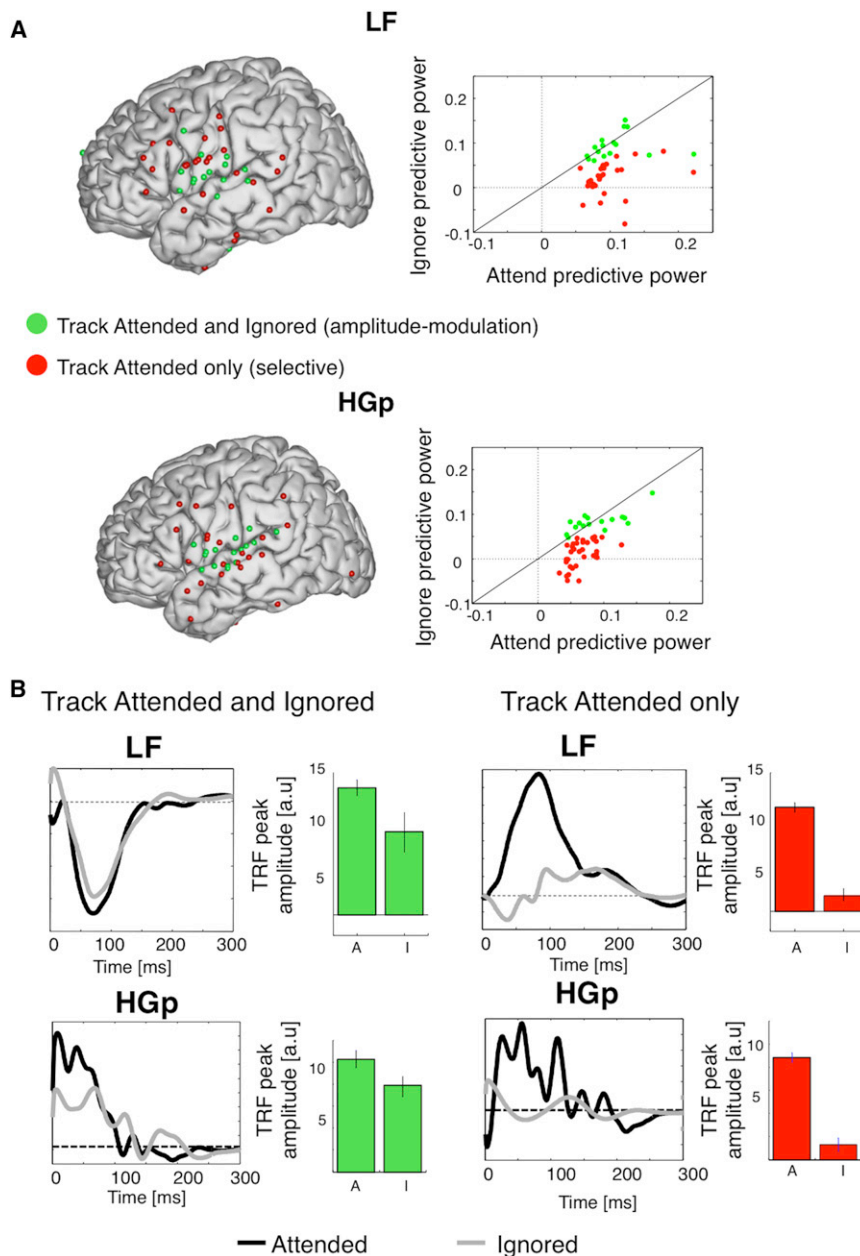 A
LF
Ignore predictive power
0.2
0.1
0
-0.1
-0.1 0 0.1 0.2
Attend predictive power
Track Attended and Ignored (amplitude-modulation)
Track Attended only (selective)
HGp
Ignore predictive power
0.2
0.1
0
-0.1
-0.1 0 0.1 0.2
Attend predictive power
B
Track Attended and Ignored
Track Attended only
LF
0 100 200 300
Time [ms]
TRF peak
amplitude [a.u]
15
10
5
A I
LF
0 100 200 300
Time [ms]
TRF peak
amplitude [a.u]
15
10
5
A I
HGp
0 100 200 300
Time [ms]
TRF peak
amplitude [a.u]
10
5
A I
HGp
0 100 200 300
Time [ms]
TRF peak
amplitude [a.u]
10
5
A I
Attended
Ignored